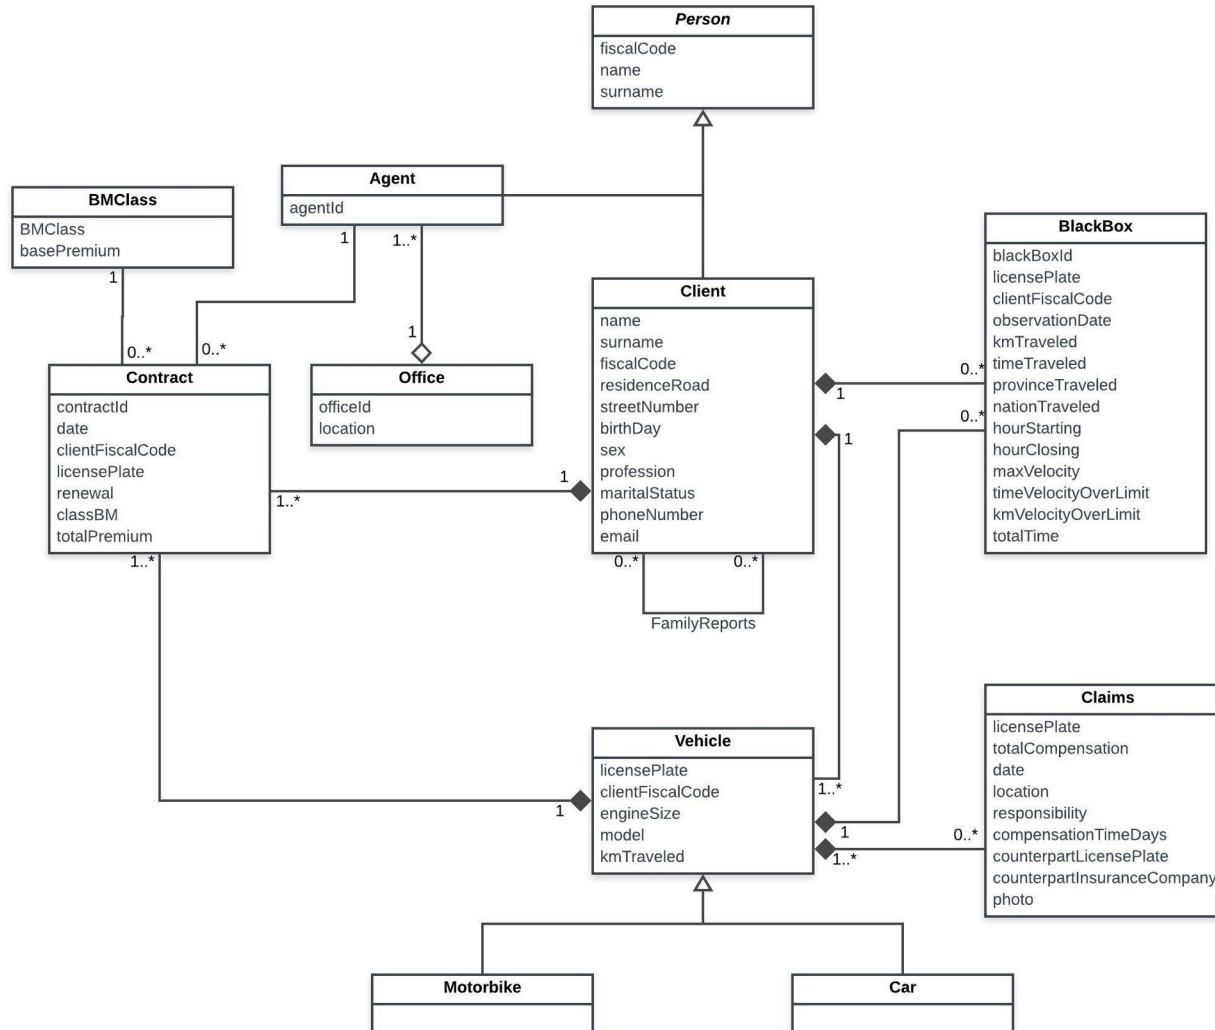 Person
fiscalCode
name
surname
Agent
agentId
BMClass
BMClass
basePremium
1
1
1..*
0..*
0..*
1
Contract
contractId
date
clientFiscalCode
licensePlate
renewal
classBM
totalPremium
Office
officeId
location
Client
name
surname
fiscalCode
residenceRoad
streetNumber
birthDay
sex
profession
maritalStatus
phoneNumber
email
BlackBox
blackBoxId
licensePlate
clientFiscalCode
observationDate
kmTraveled
timeTraveled
provinceTraveled
nationTraveled
hourStarting
hourClosing
maxVelocity
timeVelocityOverLimit
kmVelocityOverLimit
totalTime
0..*
1
0..*
1
1
1..*
1..*
0..*
0..*
FamilyReports
Vehicle
licensePlate
clientFiscalCode
engineSize
model
kmTraveled
1
1..*
1
1..*
0..*
Claims
licensePlate
totalCompensation
date
location
responsibility
compensationTimeDays
counterpartLicensePlate
counterpartInsuranceCompany
photo
Motorbike
Car